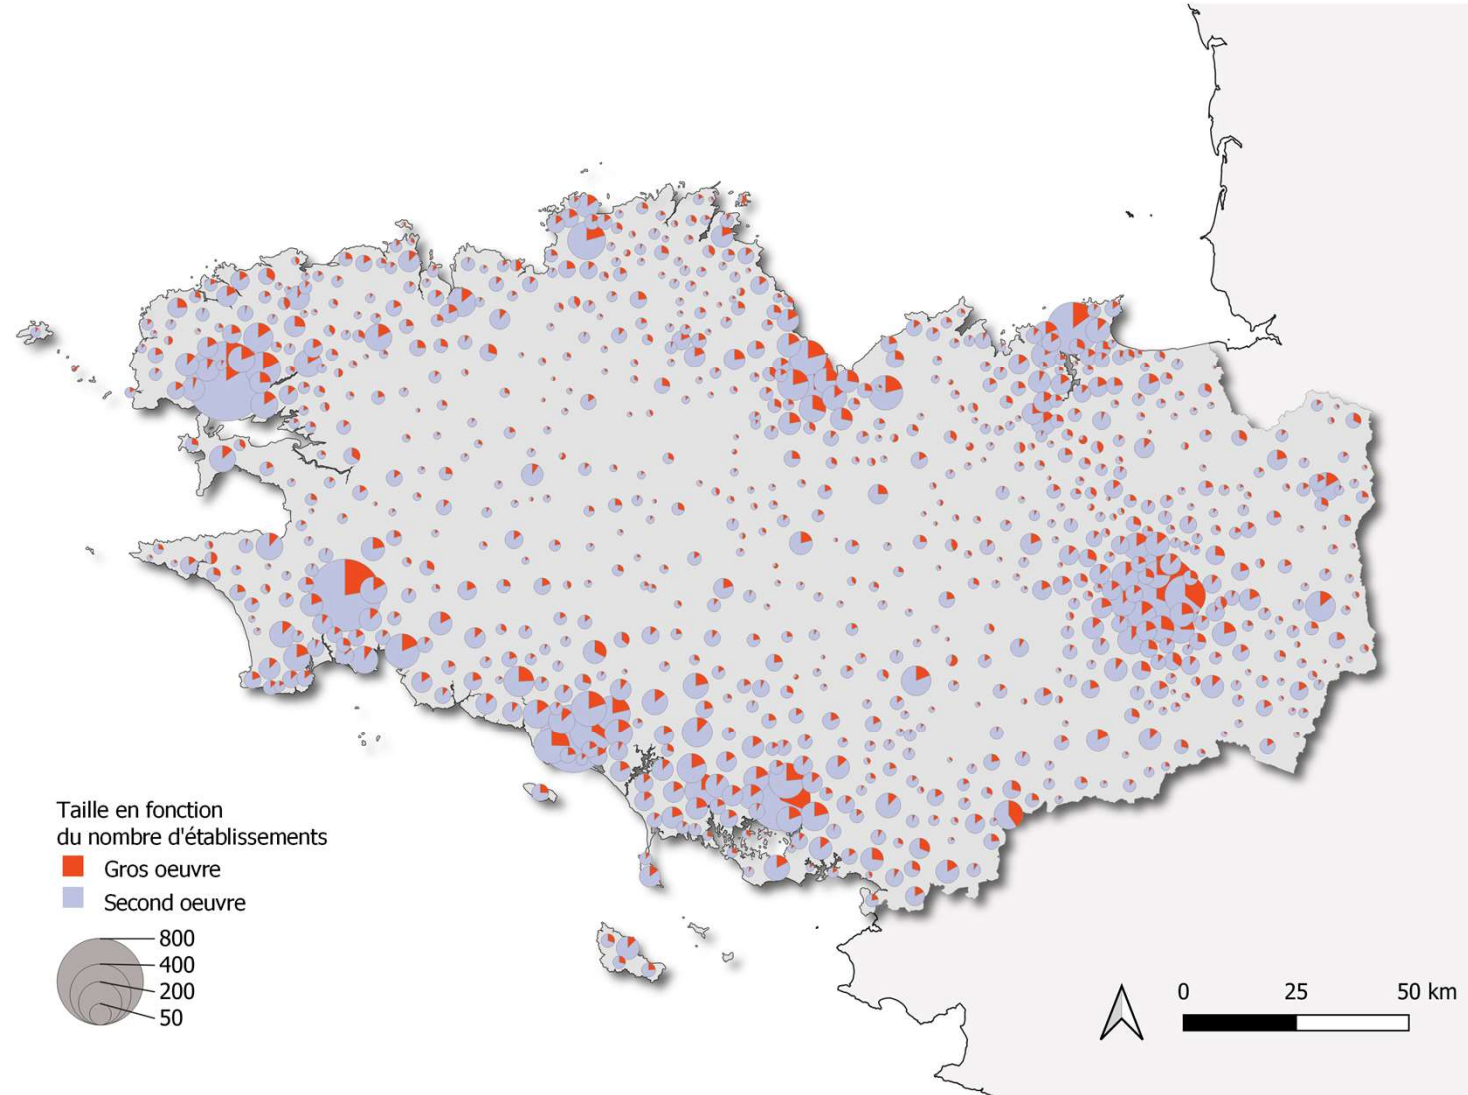 Taille en fonction
du nombre d'établissements
Gros oeuvre
Second oeuvre
800
400
200
50
0 25 50 km